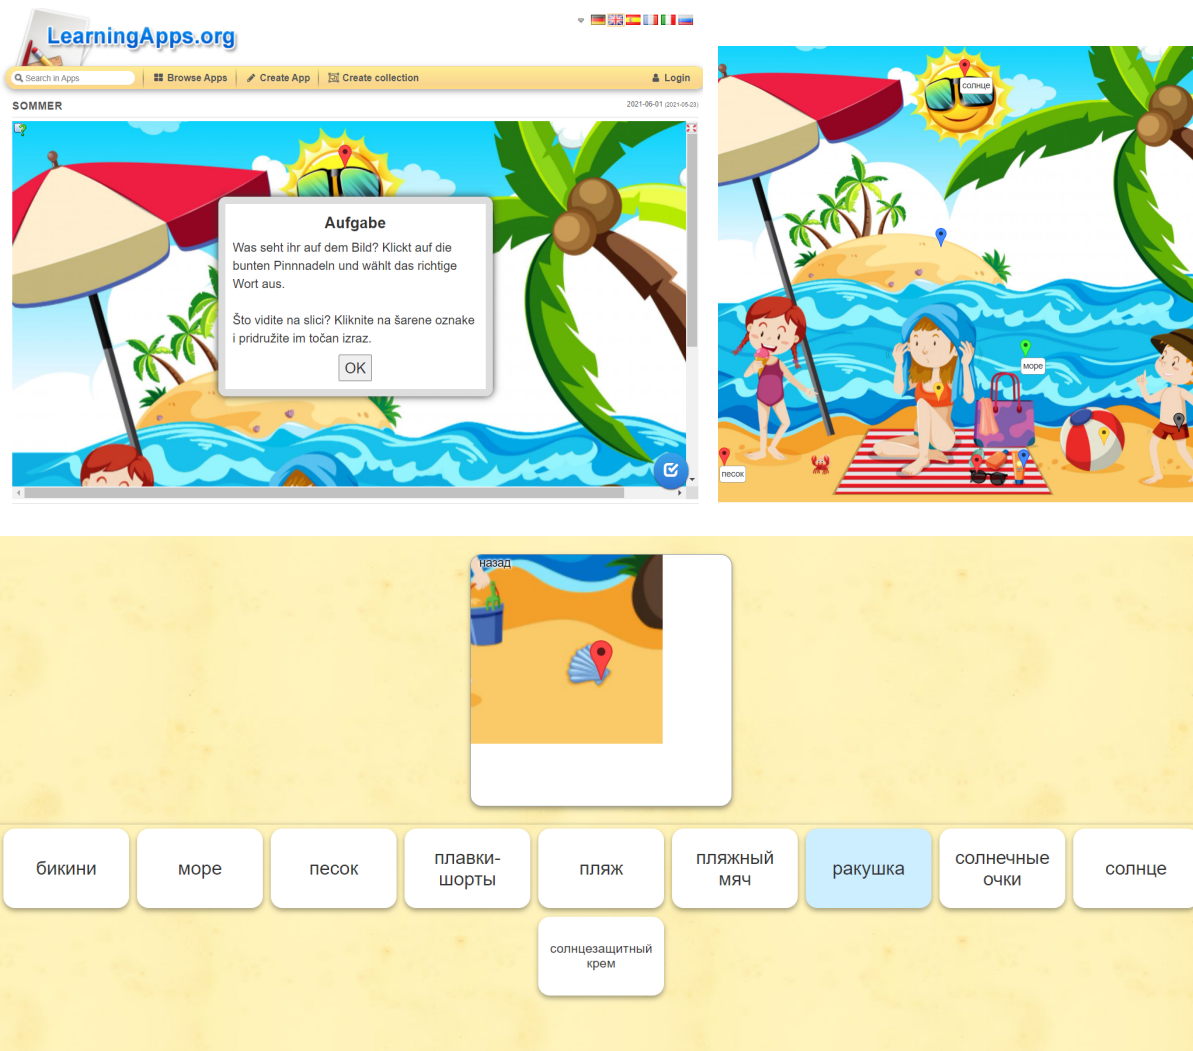 LearningApps.org
Search in Apps
Browse Apps
Create App
Create collection
Login
SOMMER
2021-06-01 (2021-05-23)
Aufgabe
Was seht ihr auf dem Bild? Klickt auf die
bunten Pinnnadeln und wählt das richtige
Wort aus.
Što vidite na slici? Kliknite na šarene oznake
i pridružite im točan izraz.
OK
солнце
море
песок
назад
бикини
море
песок
плавки-
шорты
пляж
пляжный
мяч
ракушка
солнечные
очки
солнце
солнцезащитный
крем